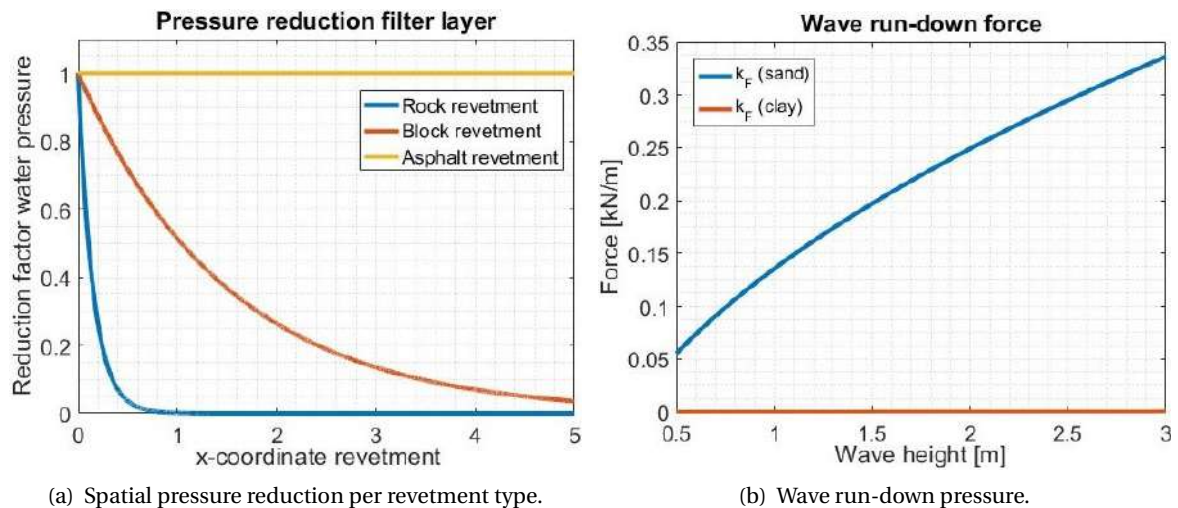 Pressure reduction filter layer
Reduction factor water pressure
1
0.8
0.6
0.4
0.2
0
Rock revetment
Block revetment
Asphalt revetment
0 1 2 3 4 5
x-coordinate revetment
(a) Spatial pressure reduction per revetment type.
Wave run-down force
Force [kN/m]
0.35
0.3
0.25
0.2
0.15
0.1
0.05
0
k_F (sand)
k_F (clay)
0.5 1 1.5 2 2.5 3
Wave height [m]
(b) Wave run-down pressure.